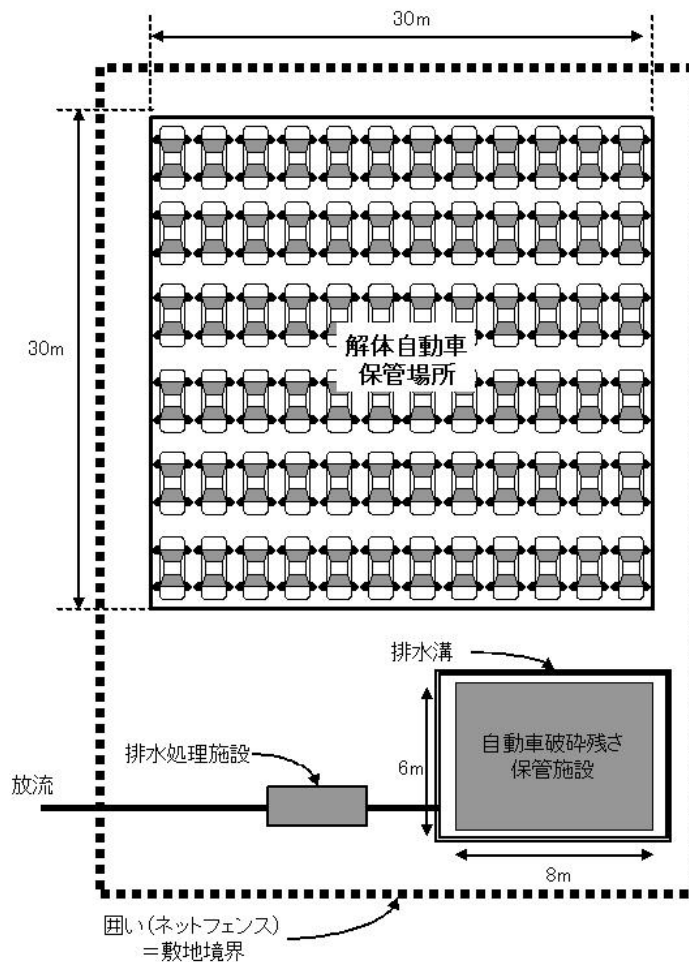 30m
30m
解体自動車
保管場所
排水溝
自動車破砕残さ
保管施設
6m
排水処理施設
放流
8m
囲い(ネットフェンス)
=敷地境界